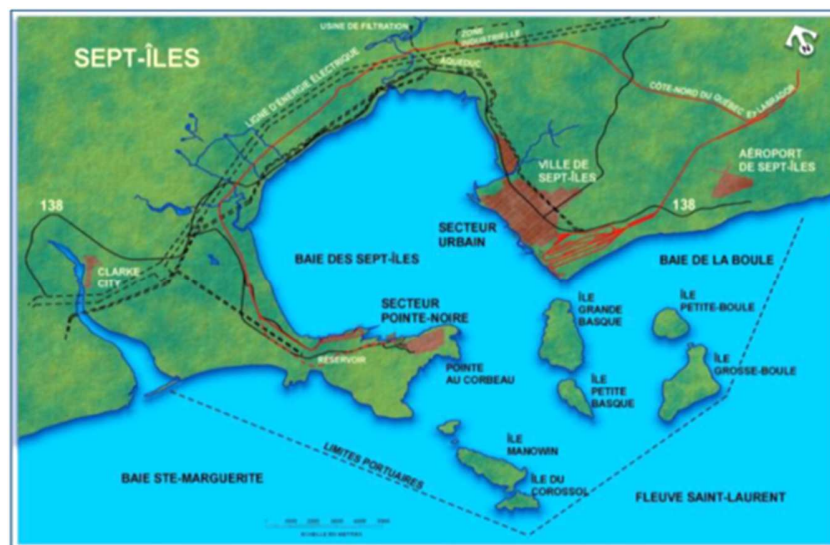 USINE DE FILTRATION
ZONE
INDUSTRIELLE
SEPT-ÎLES
AQUEDUC
LIGNE D'ÉNERGIE ÉLECTRIQUE
CÔTE-NORD DU QUÉBEC ET LABRADOR
VILLE DE
SEPT-ÎLES
AÉROPORT
DE SEPT-ÎLES
138
138
SECTEUR
URBAIN
BAIE DES SEPT-ÎLES
BAIE DE LA BOULE
CLARKE
CITY
ÎLE
GRANDE
BASQUE
ÎLE
PETITE-BOULE
SECTEUR
POINTE-NOIRE
RÉSERVOIR
POINTE
AU CORBEAU
ÎLE
PETITE
BASQUE
ÎLE
GROSSE-BOULE
LIMITES PORTUAIRES
ÎLE
MANOWIN
ÎLE DU
COROSSOL
BAIE STE-MARGUERITE
FLEUVE SAINT-LAURENT